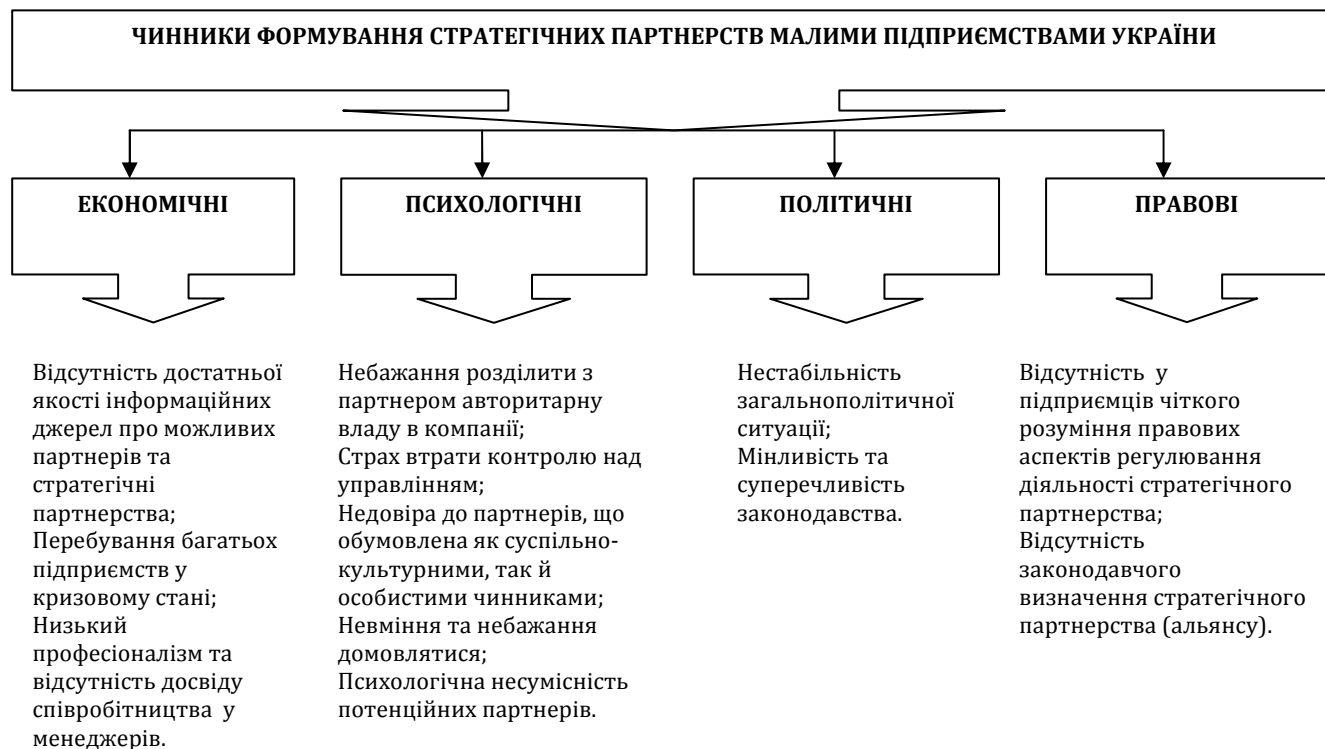 ЧИННИКИ ФОРМУВАННЯ СТРАТЕГІЧНИХ ПАРТНЕРСТВ МАЛИМИ ПІДПРИЄМСТВАМИ УКРАЇНИ
ЕКОНОМІЧНІ
ПСИХОЛОГІЧНІ
ПОЛІТИЧНІ
ПРАВОВІ
Відсутність достатньої
якості інформаційних
джерел про можливих
партнерів та
стратегічні
партнерства;
Перебування багатьох
підприємств у
кризовому стані;
Низький
професіоналізм та
відсутність досвіду
співробітництва у
менеджерів.
Небажання розділити з
партнером авторитарну
владу в компанії;
Страх втрати контролю над
управлінням;
Недовіра до партнерів, що
обумовлена як суспільно-
культурними, так й
особистими чинниками;
Невміння та небажання
домовлятися;
Психологічна несумісність
потенційних партнерів.
Нестабільність
загальнополітичної
ситуації;
Мінливість та
суперечливість
законодавства.
Відсутність у
підприємців чіткого
розуміння правових
аспектів регулювання
діяльності стратегічного
партнерства;
Відсутність
законодавчого
визначення стратегічного
партнерства (альянсу).